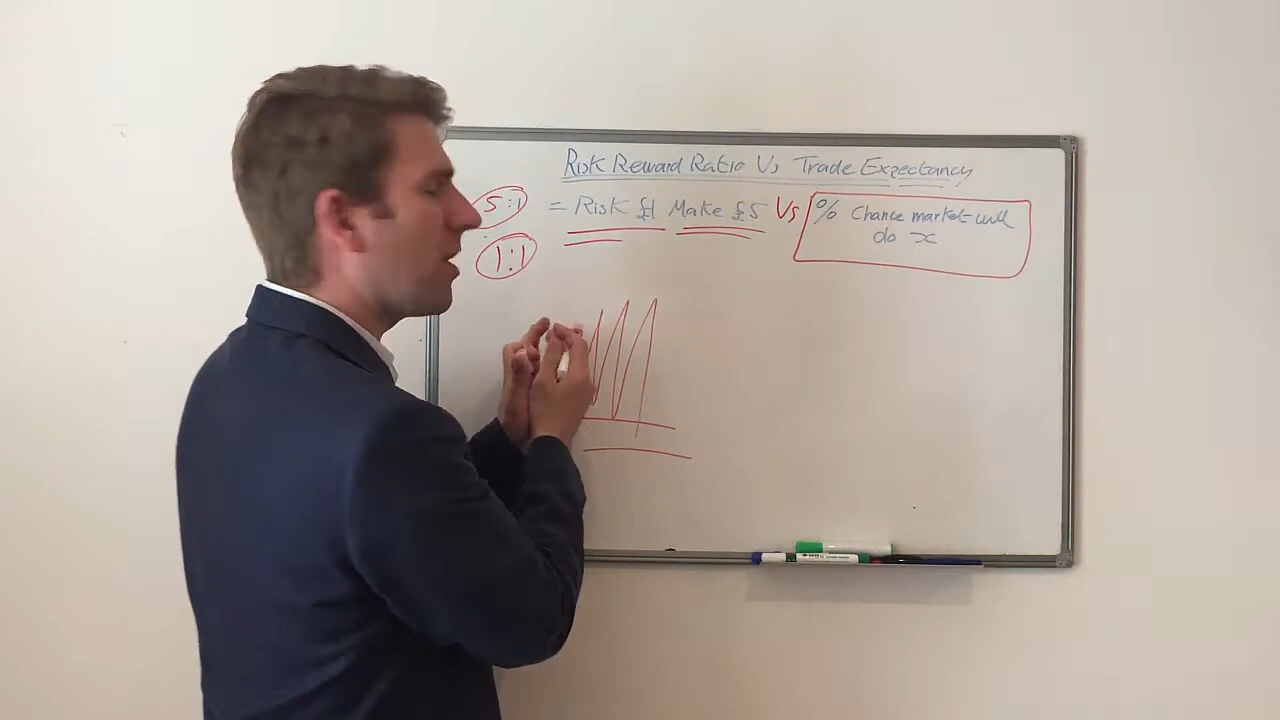 Risk Reward Ratio Vs Trade Expectancy
5:1 = Risk £1 Make £5 Vs % Chance market will
do x
1:1